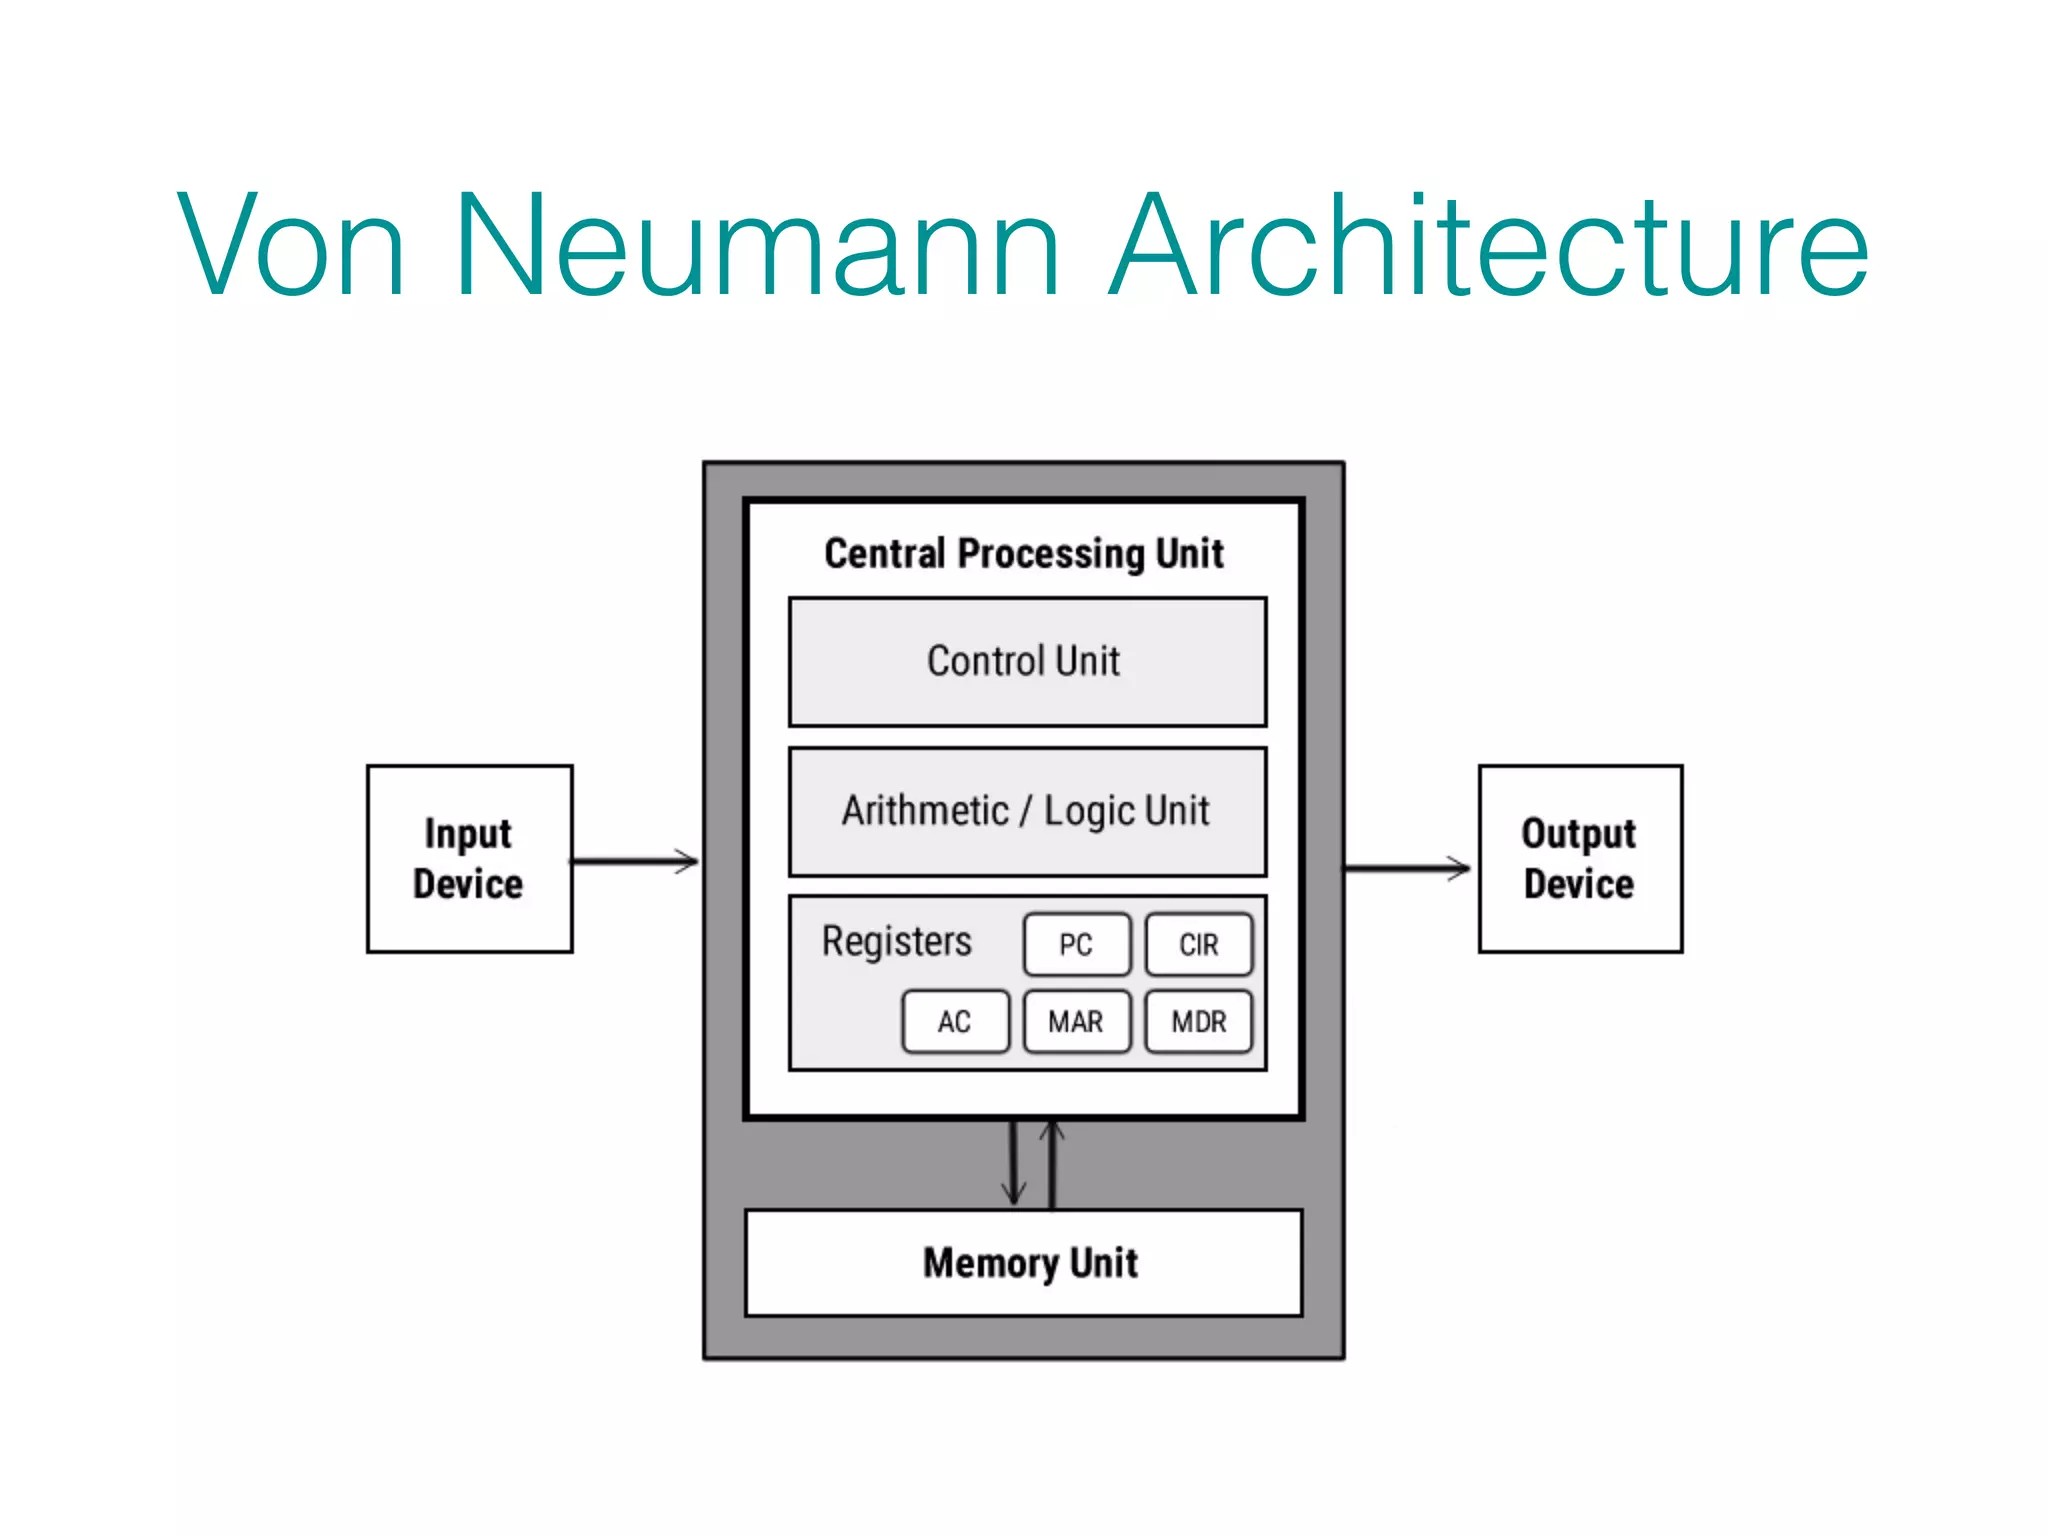 Von Neumann Architecture
Central Processing Unit
Control Unit
Arithmetic / Logic Unit
Input
Device
Output
Device
Registers PC CIR
AC MAR MDR
Memory Unit